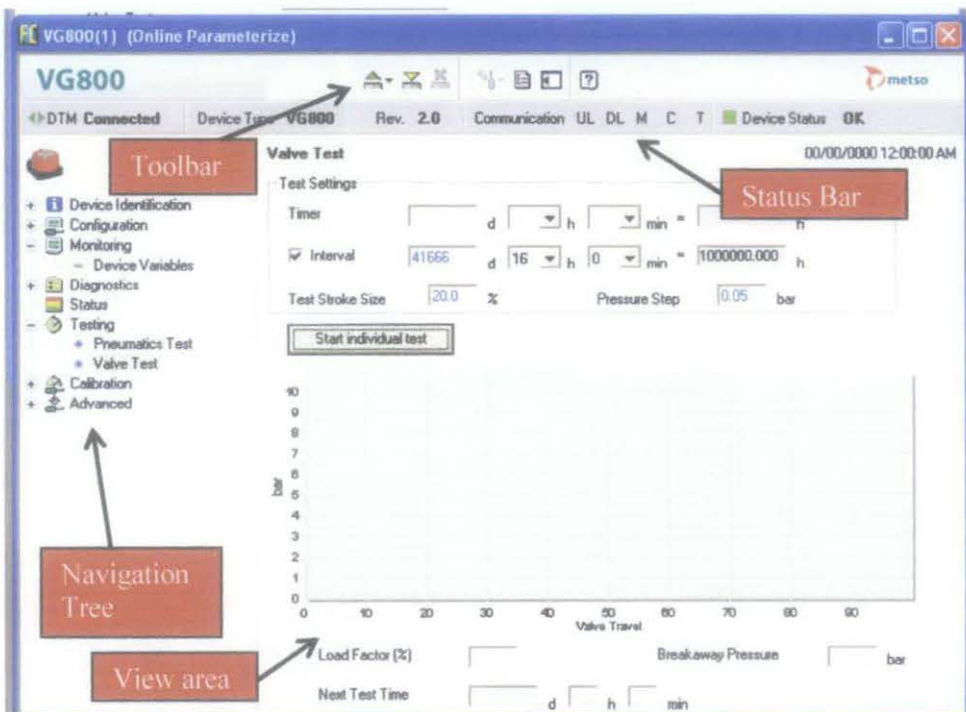 VG800(1) (Online Parameterize)
VG800
metso
DTM Connected Device Type VG800 Rev. 2.0 Communication UL DL M C T Device Status OK
Toolbar
Status Bar
Valve Test 00/00/0000 12:00:00 AM
+ Device Identification
+ Configuration
- Monitoring
- Device Variables
+ Diagnostics
Status
- Testing
Pneumatics Test
Valve Test
+ Calibration
+ Advanced
Navigation
Tree
View area
Test Settings
Timer d h min = h
Interval 41666 d 16 h 0 min = 1000000.000 h
Test Stroke Size 20.0 % Pressure Step 0.05 bar
Start individual test
bar
10
9
8
7
6
5
4
3
2
1
0
0 10 20 30 40 50 60 70 80 90
Valve Travel
Load Factor (%) Breakaway Pressure bar
Next Test Time d h min